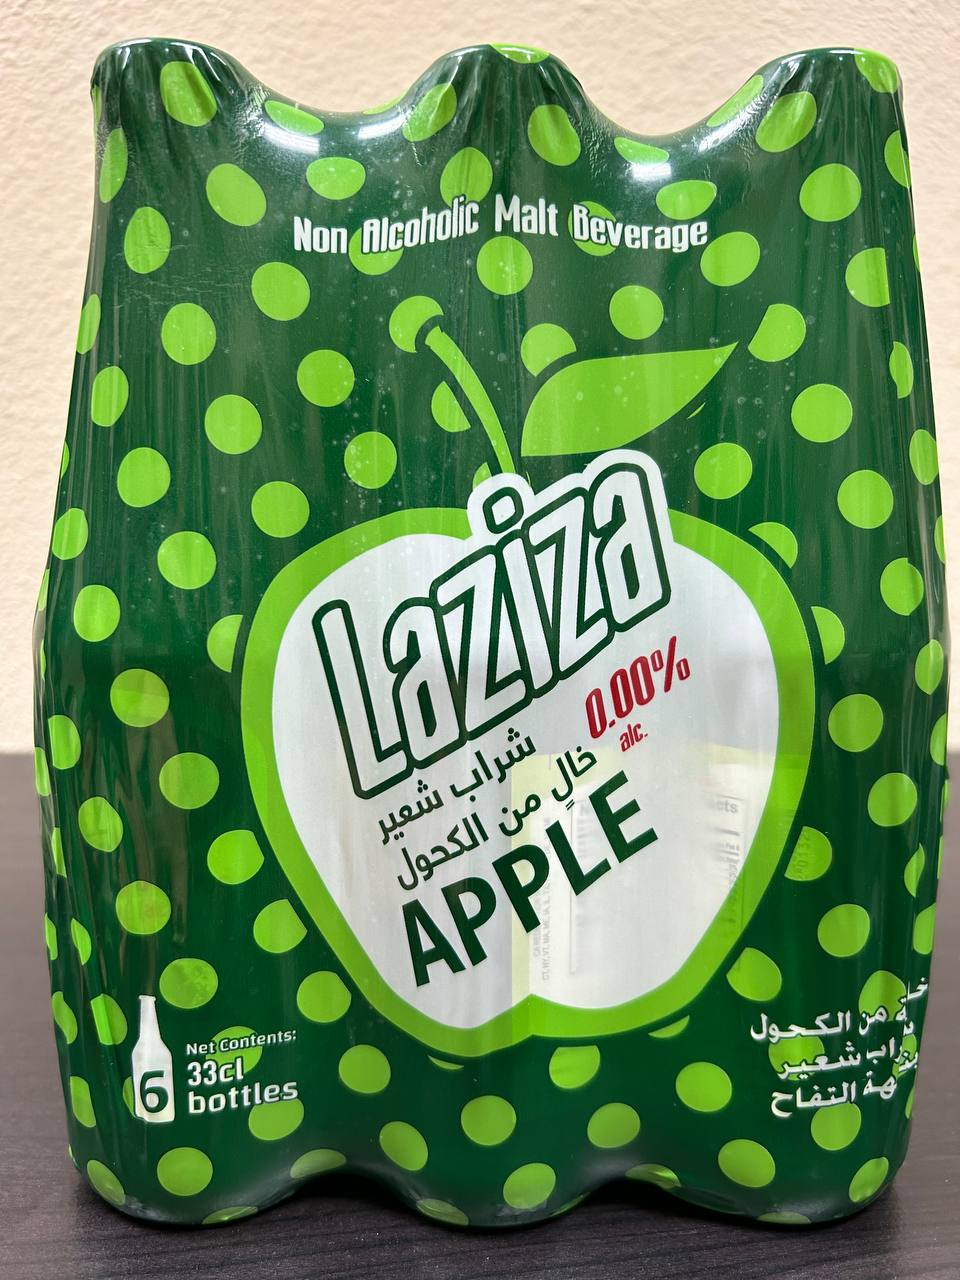 Non Alcoholic Malt Beverage
Laziza
0.00%
alc.
شراب شعير
خالٍ من الكحول
APPLE
6
Net Contents:
33cl
bottles
من الكحول
شعير
التفاح